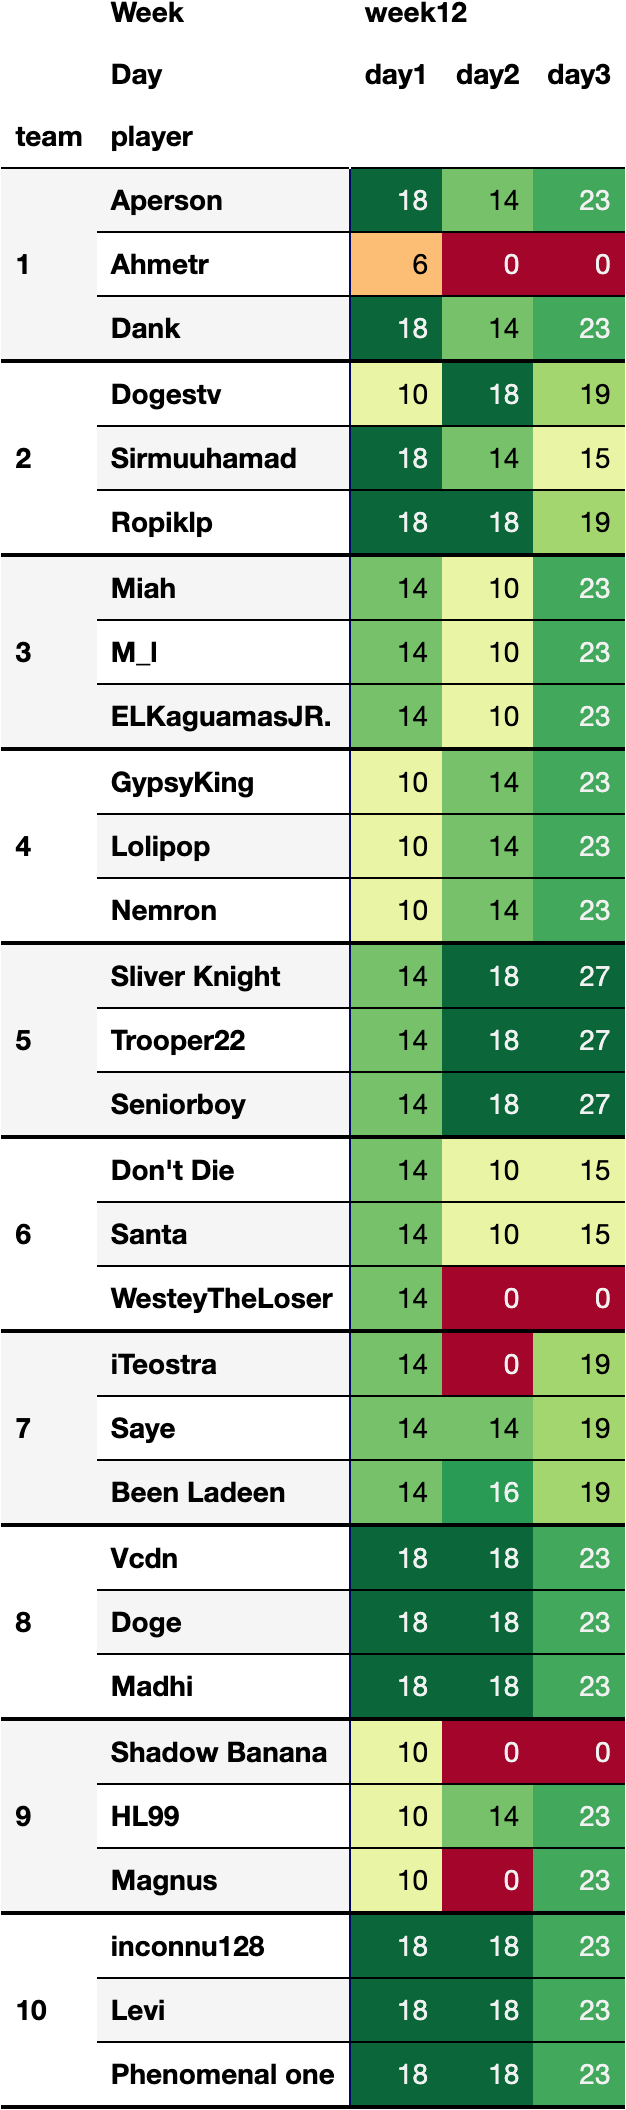 Week week12
Day day1 day2 day3
team player
Aperson 18 14 23
1 Ahmetr 6 0 0
Dank 18 14 23
Dogestv 10 18 19
2 Sirmuuhamad 18 14 15
Ropiklp 18 18 19
Miah 14 10 23
3 M_I 14 10 23
ELKaguamasJR. 14 10 23
GypsyKing 10 14 23
4 Lolipop 10 14 23
Nemron 10 14 23
Sliver Knight 14 18 27
5 Trooper22 14 18 27
Seniorboy 14 18 27
Don't Die 14 10 15
6 Santa 14 10 15
WesteyTheLoser 14 0 0
iTeostra 14 0 19
7 Saye 14 14 19
Been Ladeen 14 16 19
Vcdn 18 18 23
8 Doge 18 18 23
Madhi 18 18 23
Shadow Banana 10 0 0
9 HL99 10 14 23
Magnus 10 0 23
inconnu128 18 18 23
10 Levi 18 18 23
Phenomenal one 18 18 23